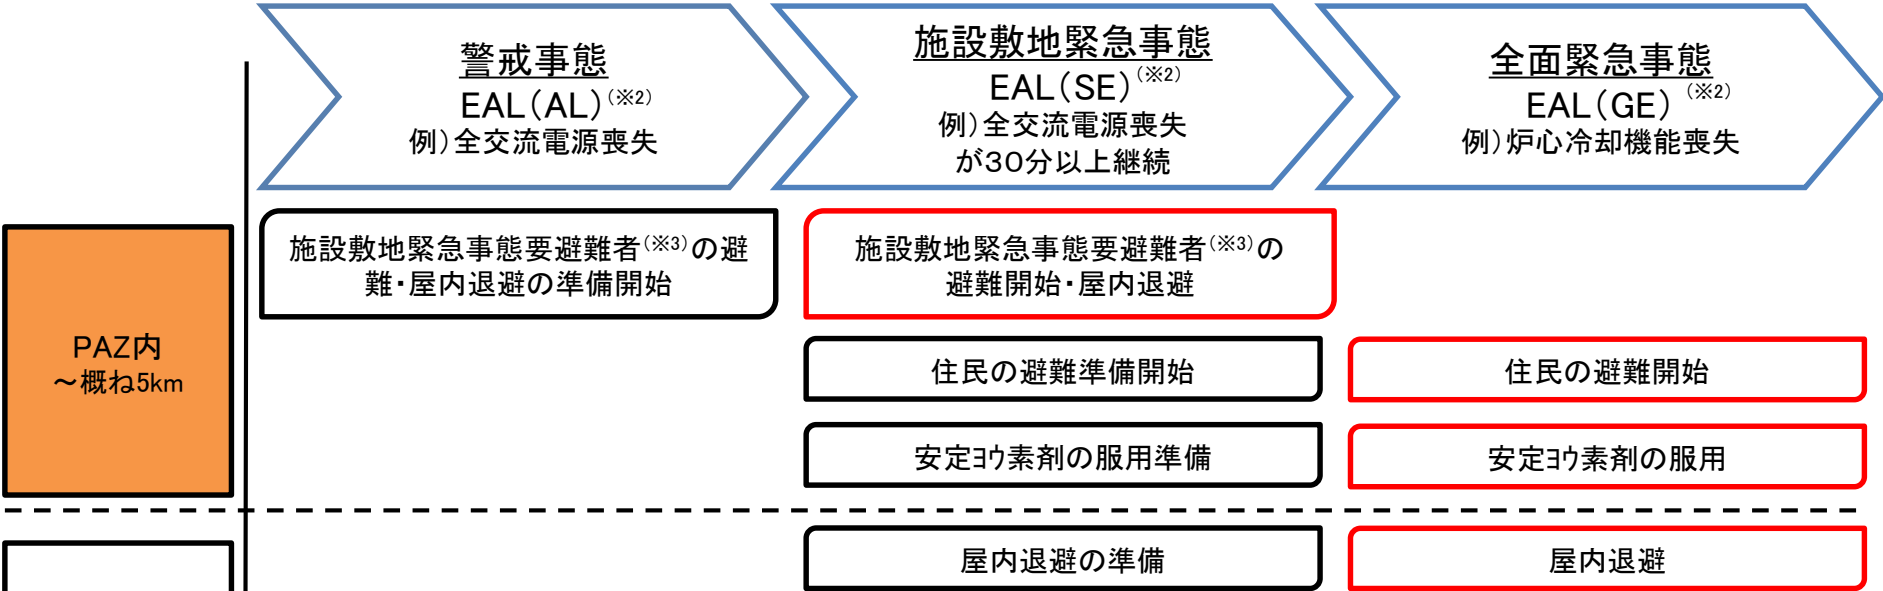 警戒事態
EAL(AL)(※2)
例)全交流電源喪失
施設敷地緊急事態
EAL(SE)(※2)
例)全交流電源喪失
が30分以上継続
全面緊急事態
EAL(GE)(※2)
例)炉心冷却機能喪失
PAZ内
～概ね5km
施設敷地緊急事態要避難者(※3)の避
難・屋内退避の準備開始
施設敷地緊急事態要避難者(※3)の
避難開始・屋内退避
住民の避難準備開始
住民の避難開始
安定ﾖｳ素剤の服用準備
安定ﾖｳ素剤の服用
屋内退避の準備
屋内退避